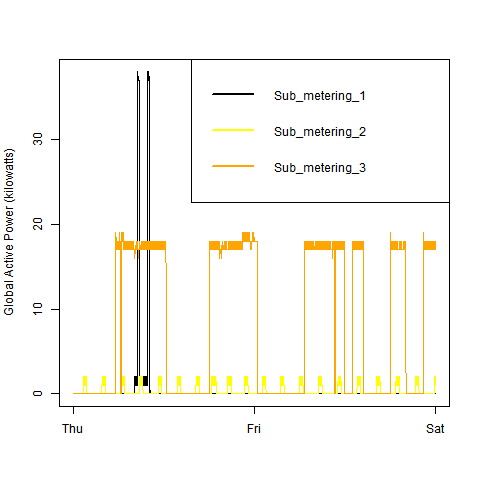 Sub_metering_1
Sub_metering_2
Sub_metering_3
Global Active Power (kilowatts)
30
20
10
0
Thu Fri Sat